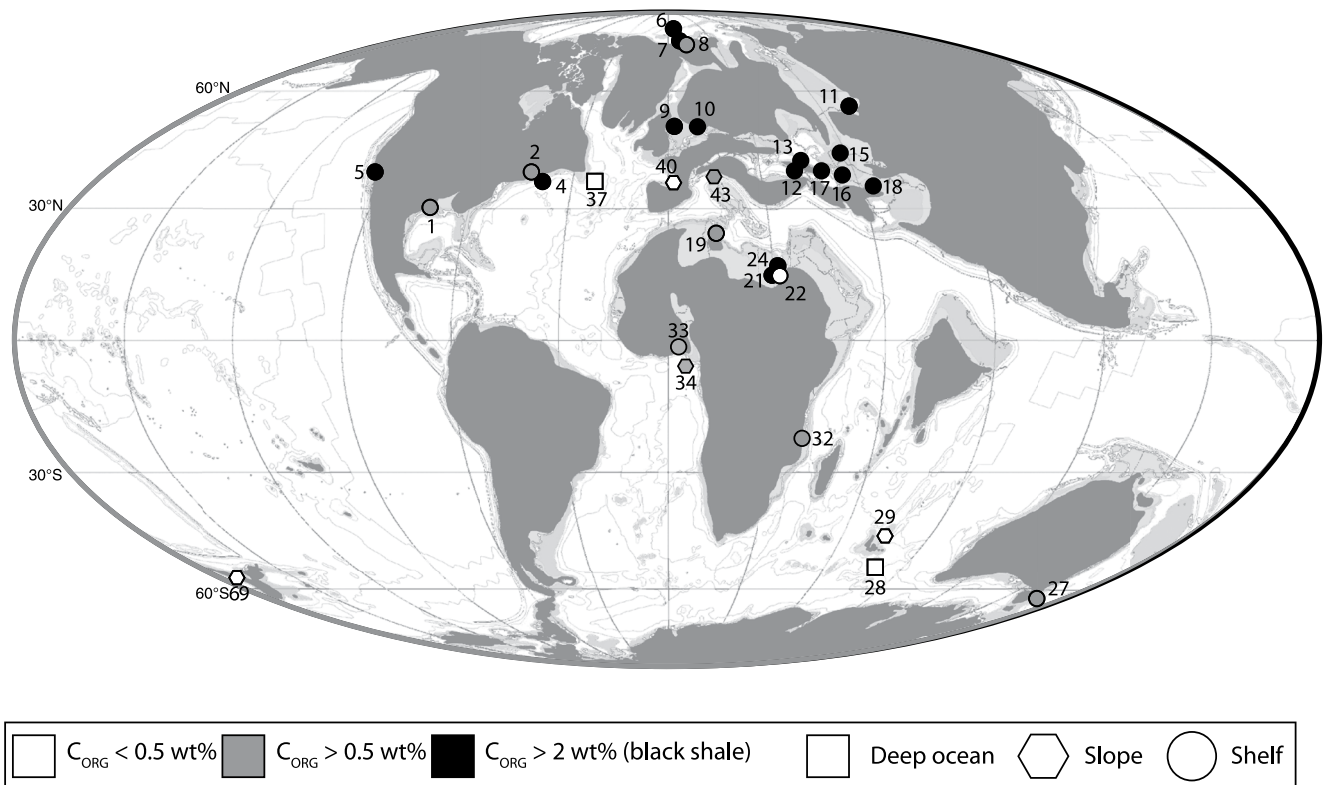 6
7 8
60°N
11
9 10
13 15
5 2 40
4 12 17 16 18
37 43
30°N
1
19
24
21 22
33
34
32
30°S
29
28
27
60°S
69
C_ORG < 0.5 wt% C_ORG > 0.5 wt% C_ORG > 2 wt% (black shale) Deep ocean Slope Shelf